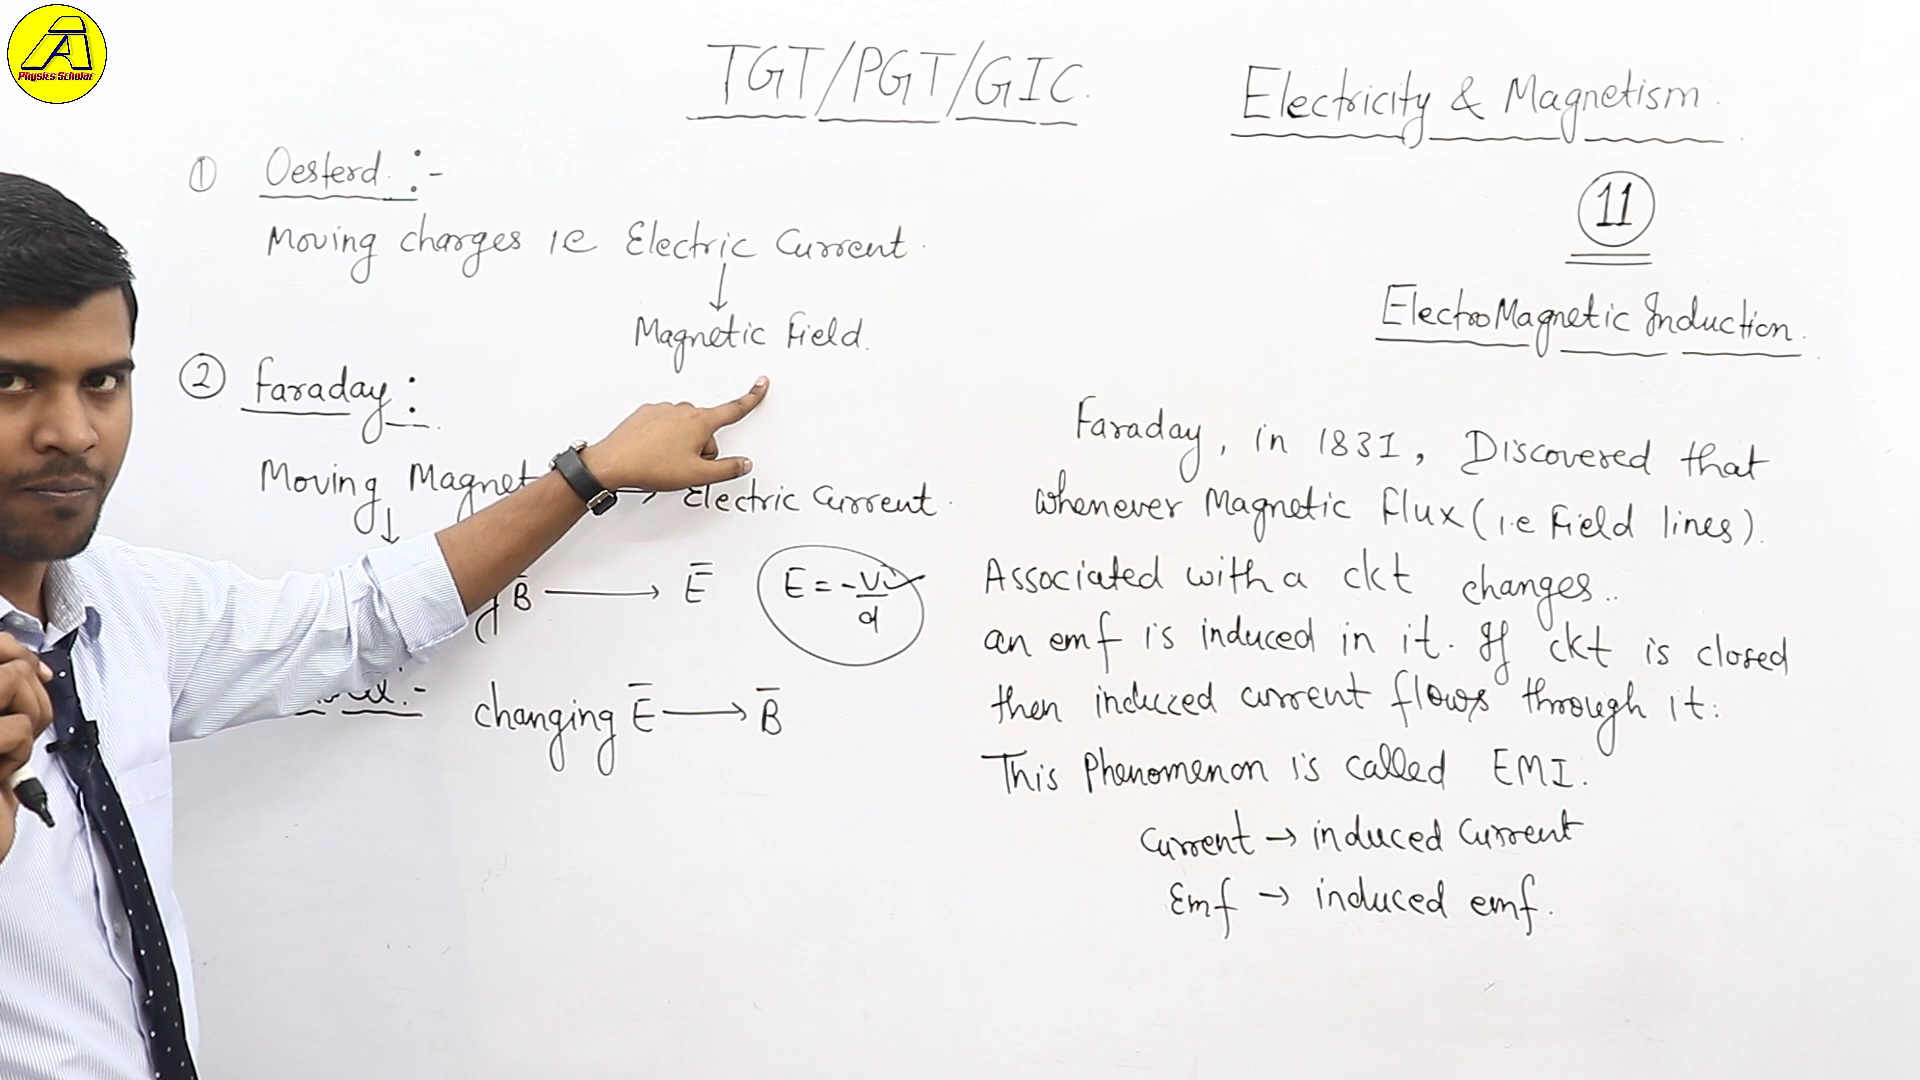 Physics Scholar
TGT/PGT/GIC.
Electricity & Magnetism.
11
ElectroMagnetic Induction.
① Oesterd :-
Moving charges ie Electric Current.
↓
Magnetic Field.
② Faraday :
Moving Magnet → Electric Current.
↓
B̄ → Ē
E = -Vi/d
:-
changing Ē → B̄
Faraday, in 1831, Discovered that
whenever Magnetic flux (i.e Field lines).
Associated with a ckt changes..
an emf is induced in it. If ckt is closed
then induced current flows through it:
This Phenomenon is called EMI.
Current → induced Current
Emf → induced emf.